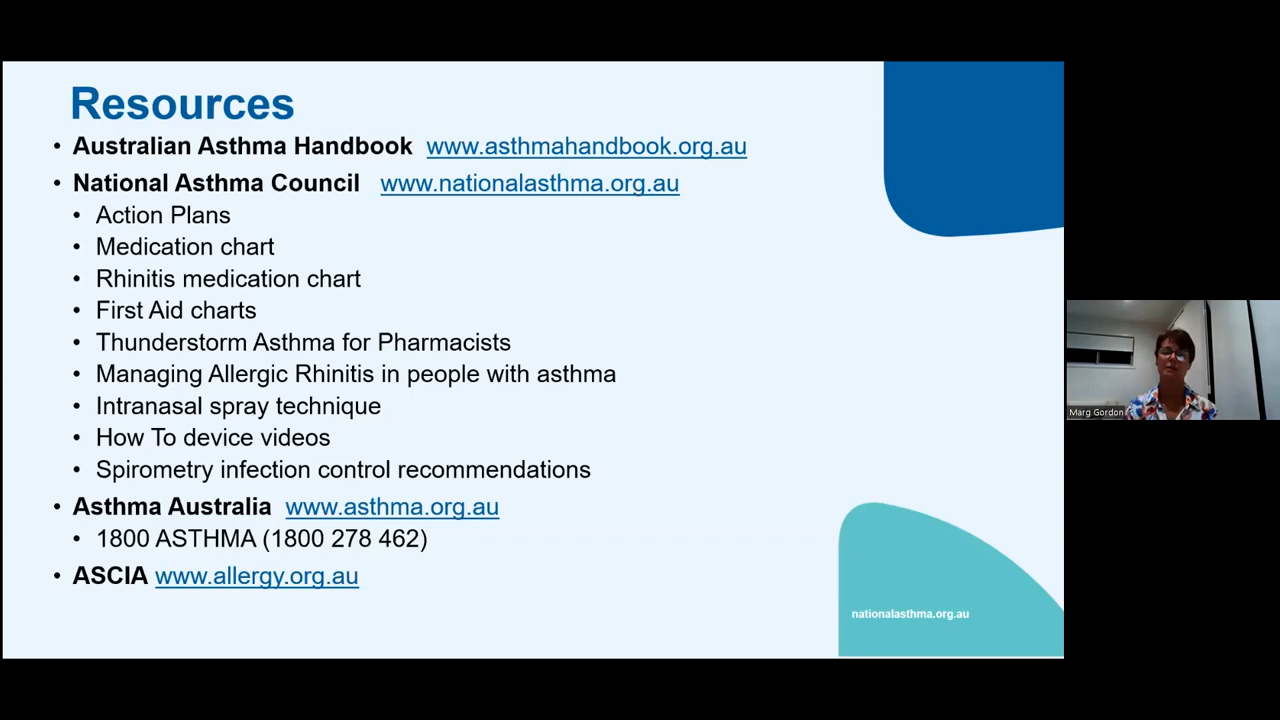 Resources
• Australian Asthma Handbook www.asthmahandbook.org.au
• National Asthma Council www.nationalasthma.org.au
• Action Plans
• Medication chart
• Rhinitis medication chart
• First Aid charts
• Thunderstorm Asthma for Pharmacists
• Managing Allergic Rhinitis in people with asthma
• Intranasal spray technique
• How To device videos
• Spirometry infection control recommendations
• Asthma Australia www.asthma.org.au
• 1800 ASTHMA (1800 278 462)
• ASCIA www.allergy.org.au
nationalasthma.org.au
Marg Gordon